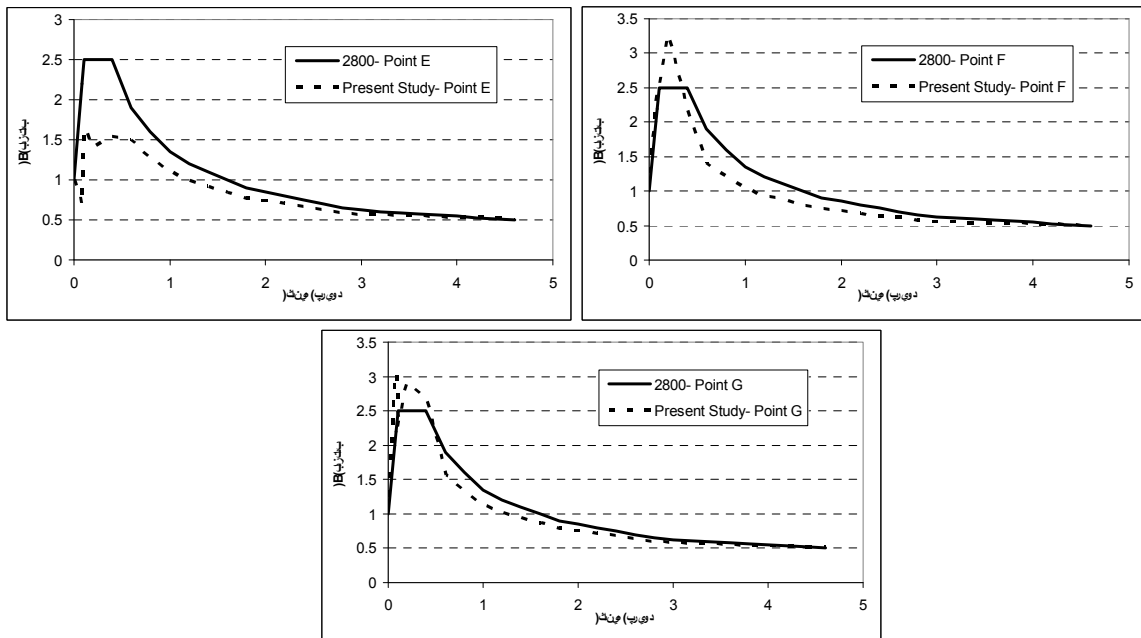 3
2.5
2
1.5
1
0.5
0
0 1 2 3 4 5
2800- Point E
Present Study- Point E
3.5
3
2.5
2
1.5
1
0.5
0
0 1 2 3 4 5
2800- Point F
Present Study- Point F
3.5
3
2.5
2
1.5
1
0.5
0
0 1 2 3 4 5
2800- Point G
Present Study- Point G